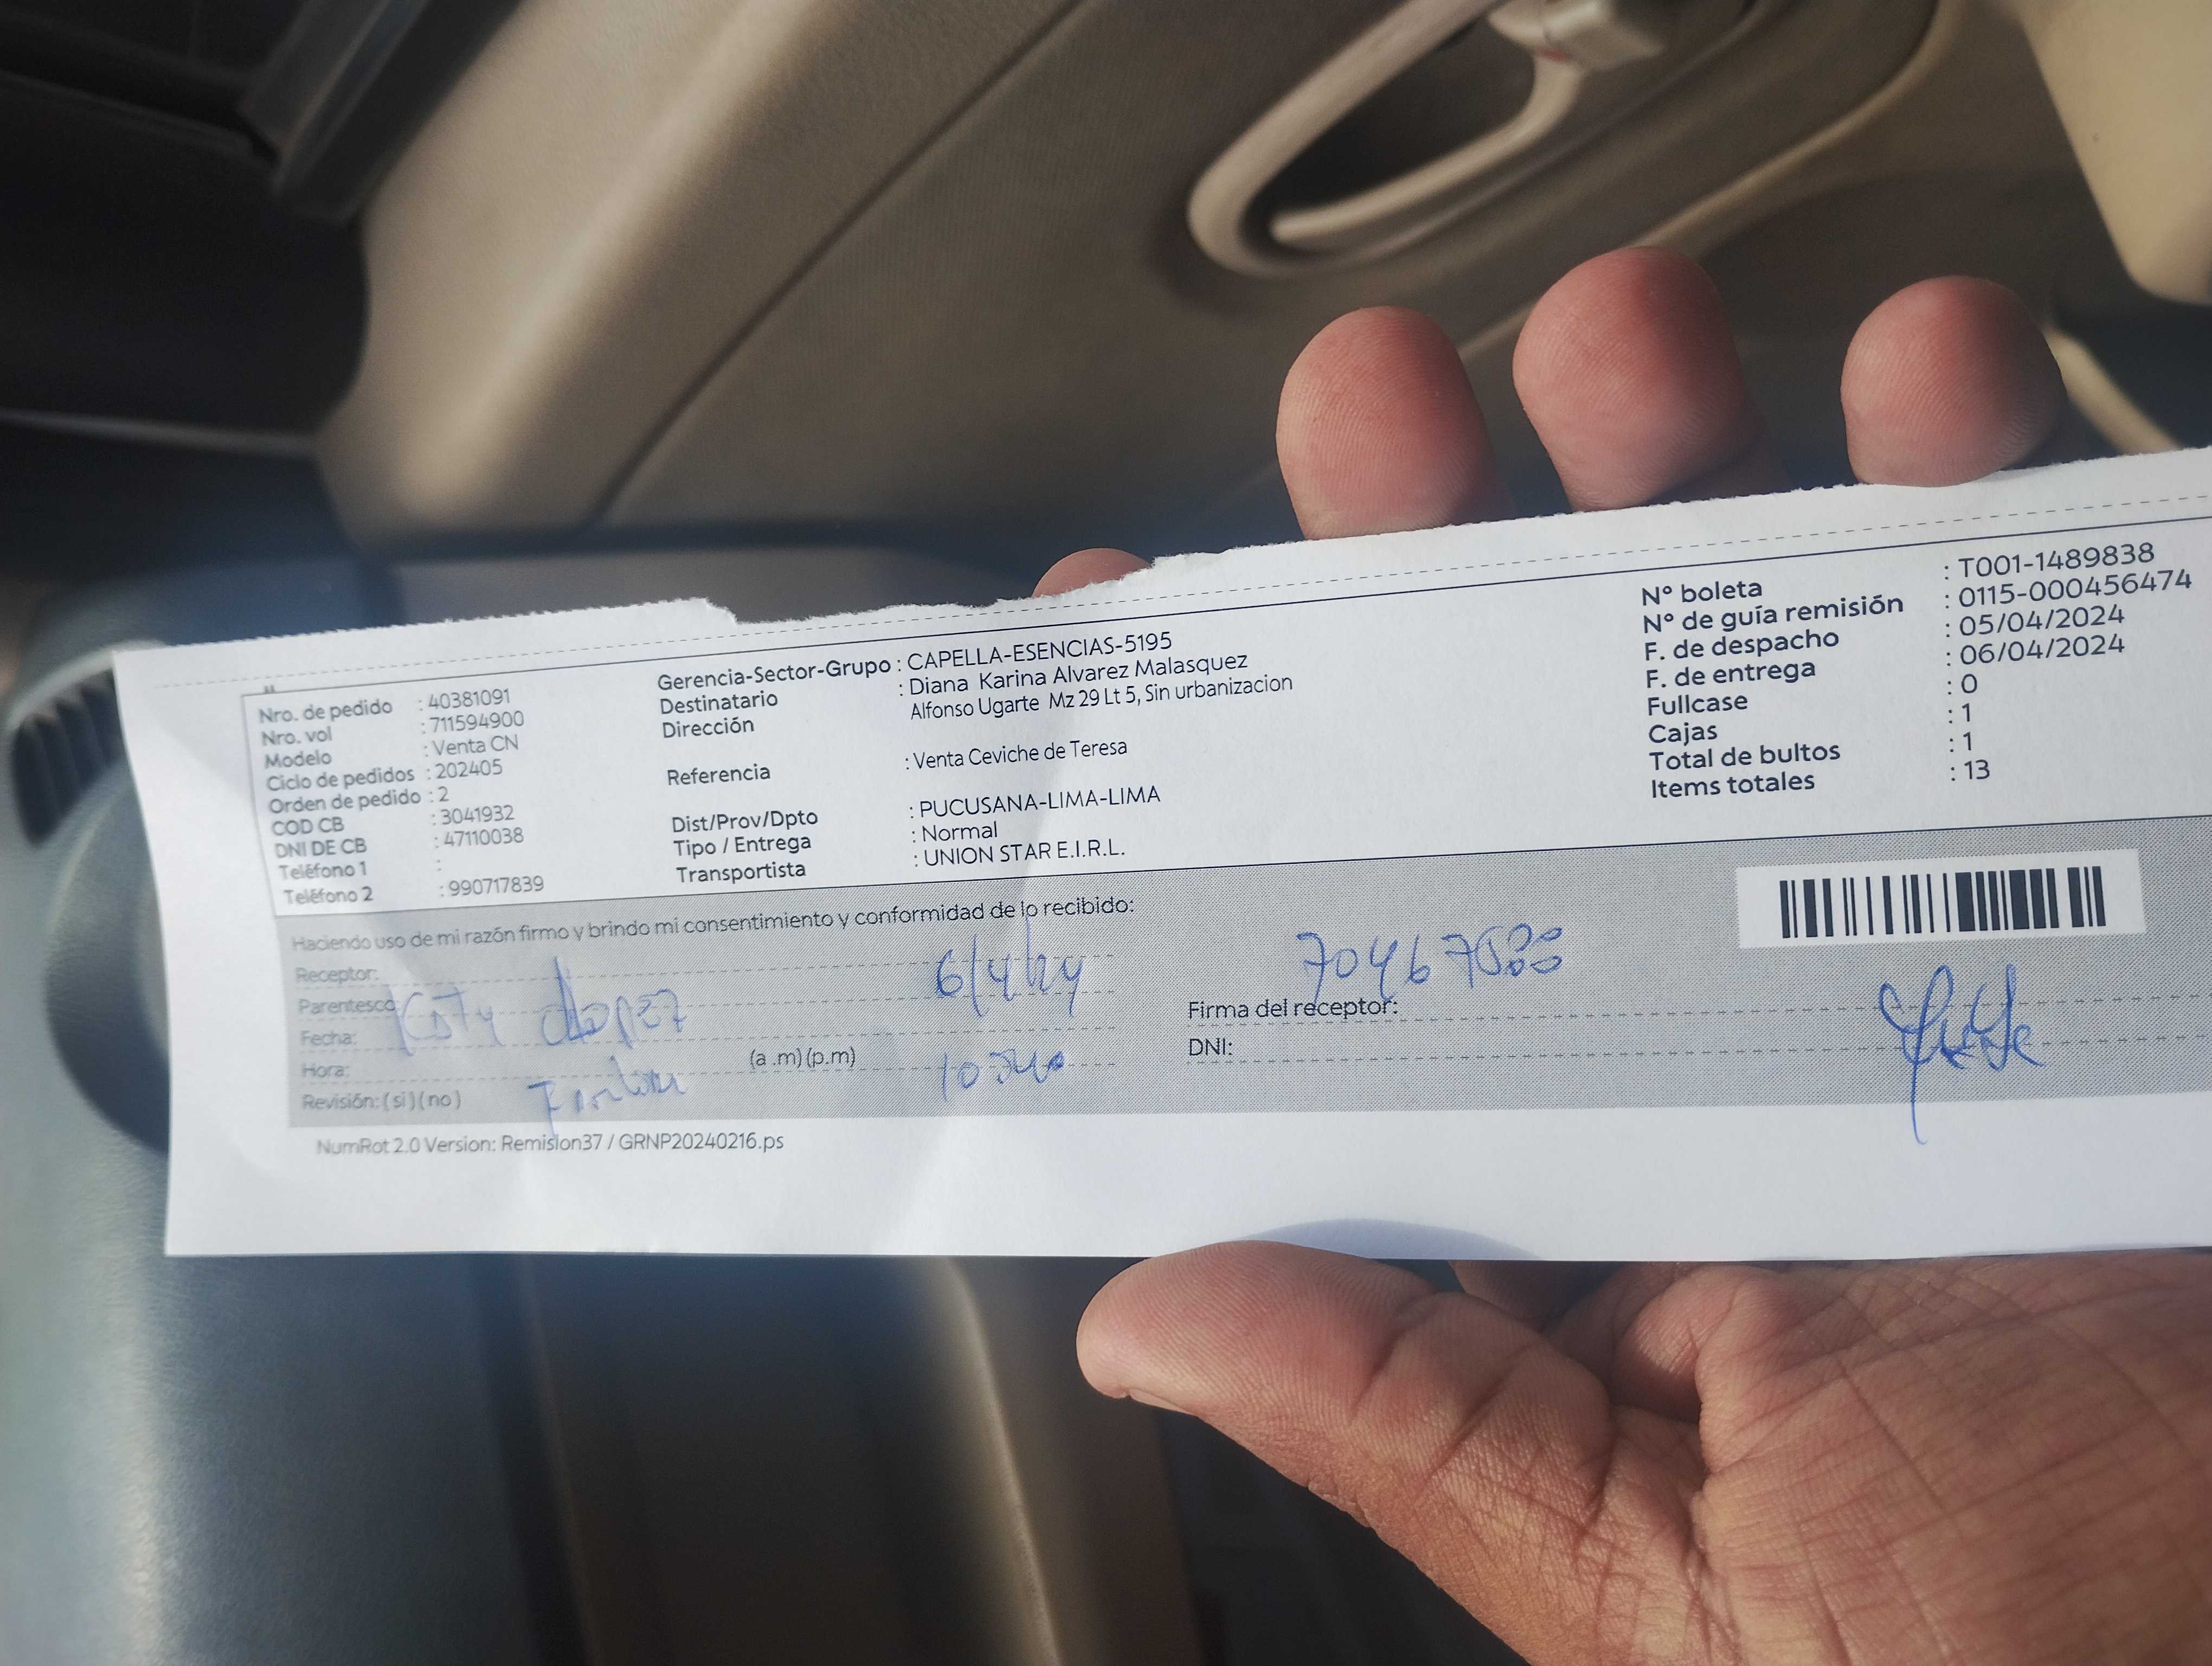 Nro. de pedido : 40381091
Nro. vol : 711594900
Modelo : Venta CN
Ciclo de pedidos : 202405
Orden de pedido : 2
COD CB : 3041932
DNI DE CB : 47110038
Teléfono 1 :
Teléfono 2 : 990717839
Gerencia-Sector-Grupo : CAPELLA-ESENCIAS-5195
Destinatario : Diana Karina Alvarez Malasquez
Dirección Alfonso Ugarte Mz 29 Lt 5, Sin urbanizacion
Referencia : Venta Ceviche de Teresa
Dist/Prov/Dpto : PUCUSANA-LIMA-LIMA
Tipo / Entrega : Normal
Transportista : UNION STAR E.I.R.L.
N° boleta : T001-1489838
N° de guía remisión : 0115-000456474
F. de despacho : 05/04/2024
F. de entrega : 06/04/2024
Fullcase : 0
Cajas : 1
Total de bultos : 1
Items totales : 13
Haciendo uso de mi razón firmo y brindo mi consentimiento y conformidad de lo recibido:
Receptor:
Parentesco
Fecha: 6/4/24
Hora: (a .m) (p.m)
Revisión: ( si ) ( no )
Firma del receptor:
DNI:
NumRot 2.0 Version: Remision37 / GRNP20240216.ps